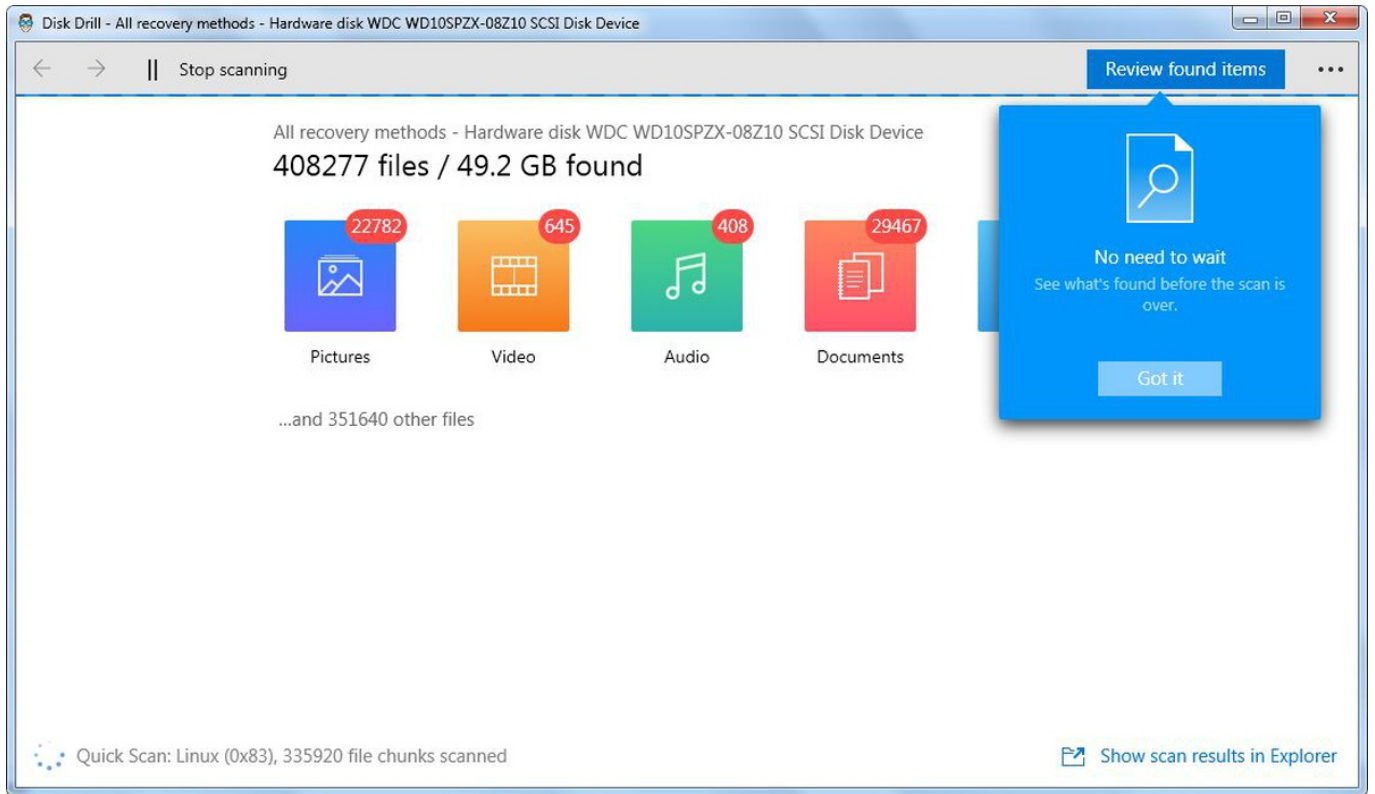 Disk Drill - All recovery methods - Hardware disk WDC WD10SPZX-08Z10 SCSI Disk Device
Stop scanning
Review found items
All recovery methods - Hardware disk WDC WD10SPZX-08Z10 SCSI Disk Device
408277 files / 49.2 GB found
22782
645
408
29467
Pictures
Video
Audio
Documents
...and 351640 other files
No need to wait
See what's found before the scan is
over.
Got it
Quick Scan: Linux (0x83), 335920 file chunks scanned
Show scan results in Explorer